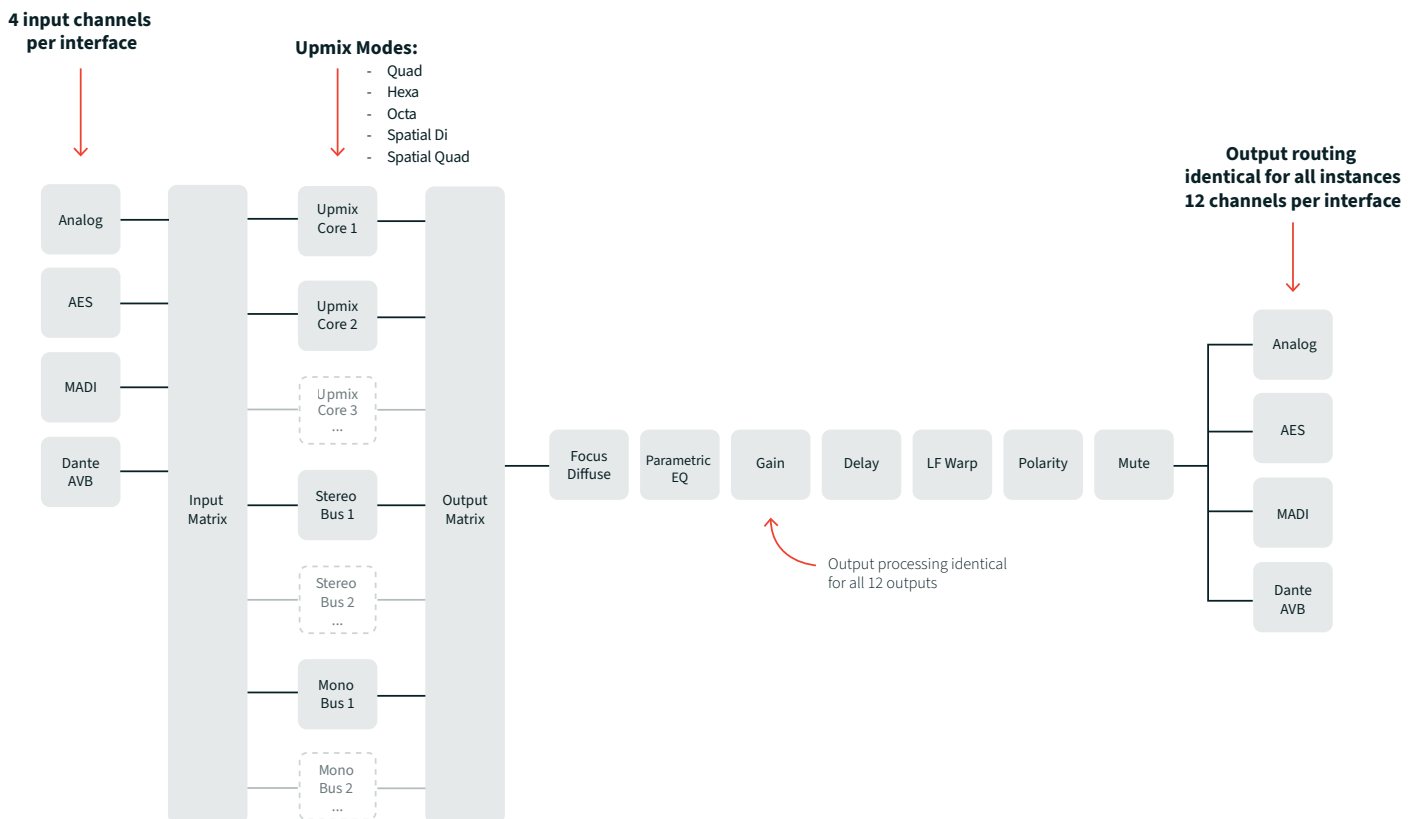 4 input channels
per interface
Upmix Modes:
- Quad
- Hexa
- Octa
- Spatial Di
- Spatial Quad
Output routing
identical for all instances
12 channels per interface
Analog
AES
MADI
Dante
AVB
Input
Matrix
Upmix
Core 1
Upmix
Core 2
Upmix
Core 3
...
Stereo
Bus 1
Stereo
Bus 2
...
Mono
Bus 1
Mono
Bus 2
...
Output
Matrix
Focus
Diffuse
Parametric
EQ
Gain
Delay
LF Warp
Polarity
Mute
Output processing identical
for all 12 outputs
Analog
AES
MADI
Dante
AVB